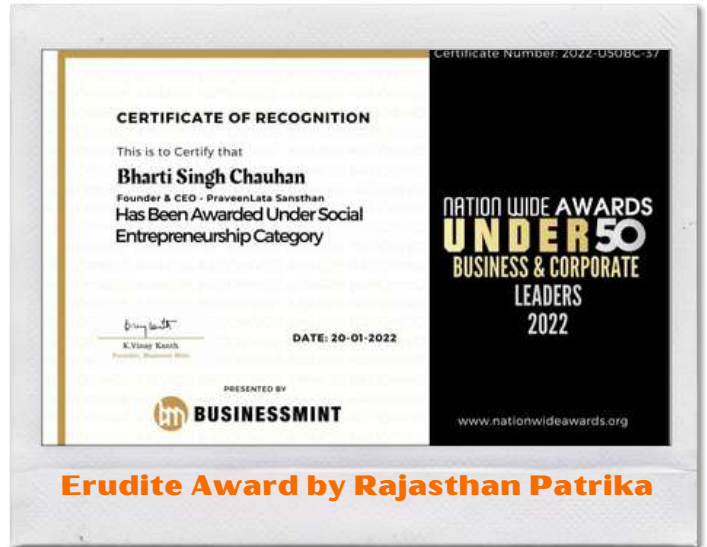 Certificate Number: 2022-U50BC-37
CERTIFICATE OF RECOGNITION
This is to Certify that
Bharti Singh Chauhan
Founder & CEO - PraveenLata Sansthan
Has Been Awarded Under Social
Entrepreneurship Category
K.Vinay Kanth
Founder, Business Mint
DATE: 20-01-2022
PRESENTED BY
bm BUSINESSMINT
NATION WIDE AWARDS
UNDER 50
BUSINESS & CORPORATE
LEADERS
2022
www.nationwideawards.org
Erudite Award by Rajasthan Patrika